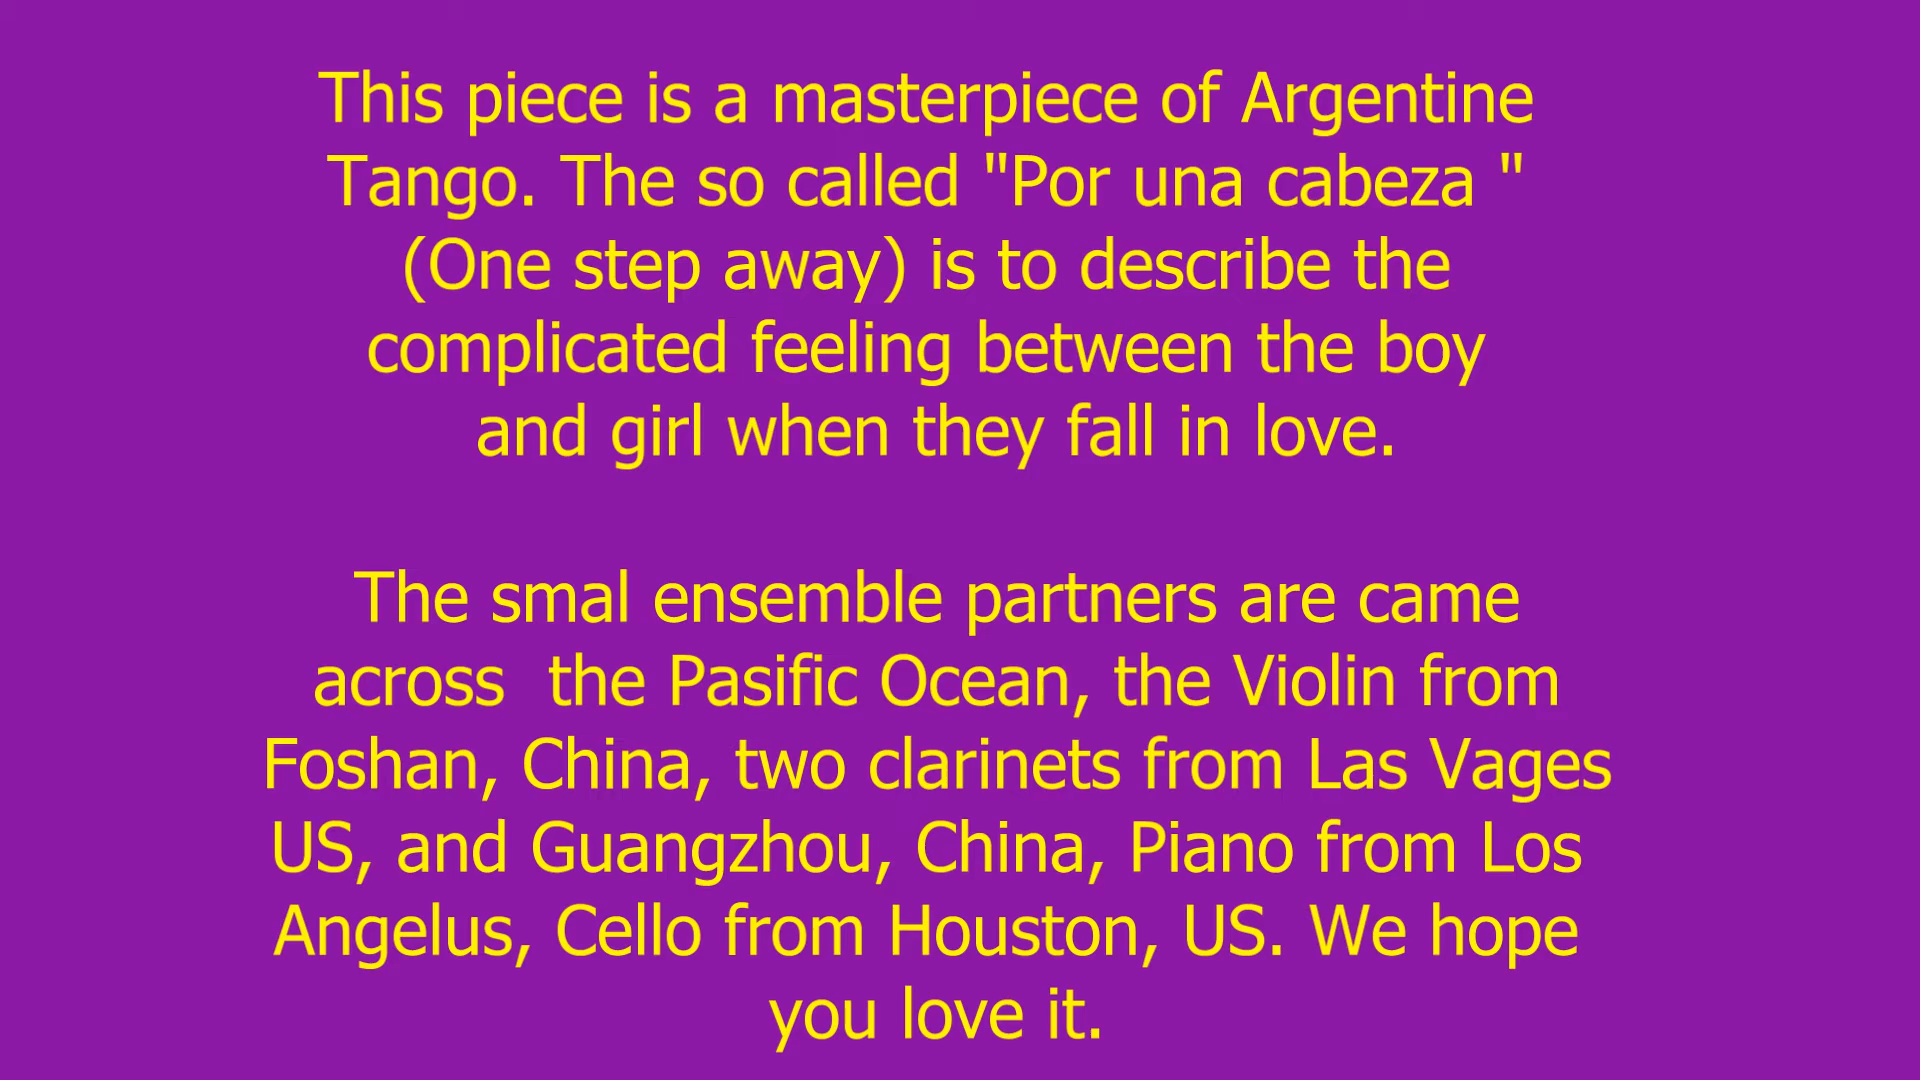 This piece is a masterpiece of Argentine
Tango. The so called "Por una cabeza "
(One step away) is to describe the
complicated feeling between the boy
and girl when they fall in love.
The smal ensemble partners are came
across  the Pasific Ocean, the Violin from
Foshan, China, two clarinets from Las Vages
US, and Guangzhou, China, Piano from Los
Angelus, Cello from Houston, US. We hope
you love it.